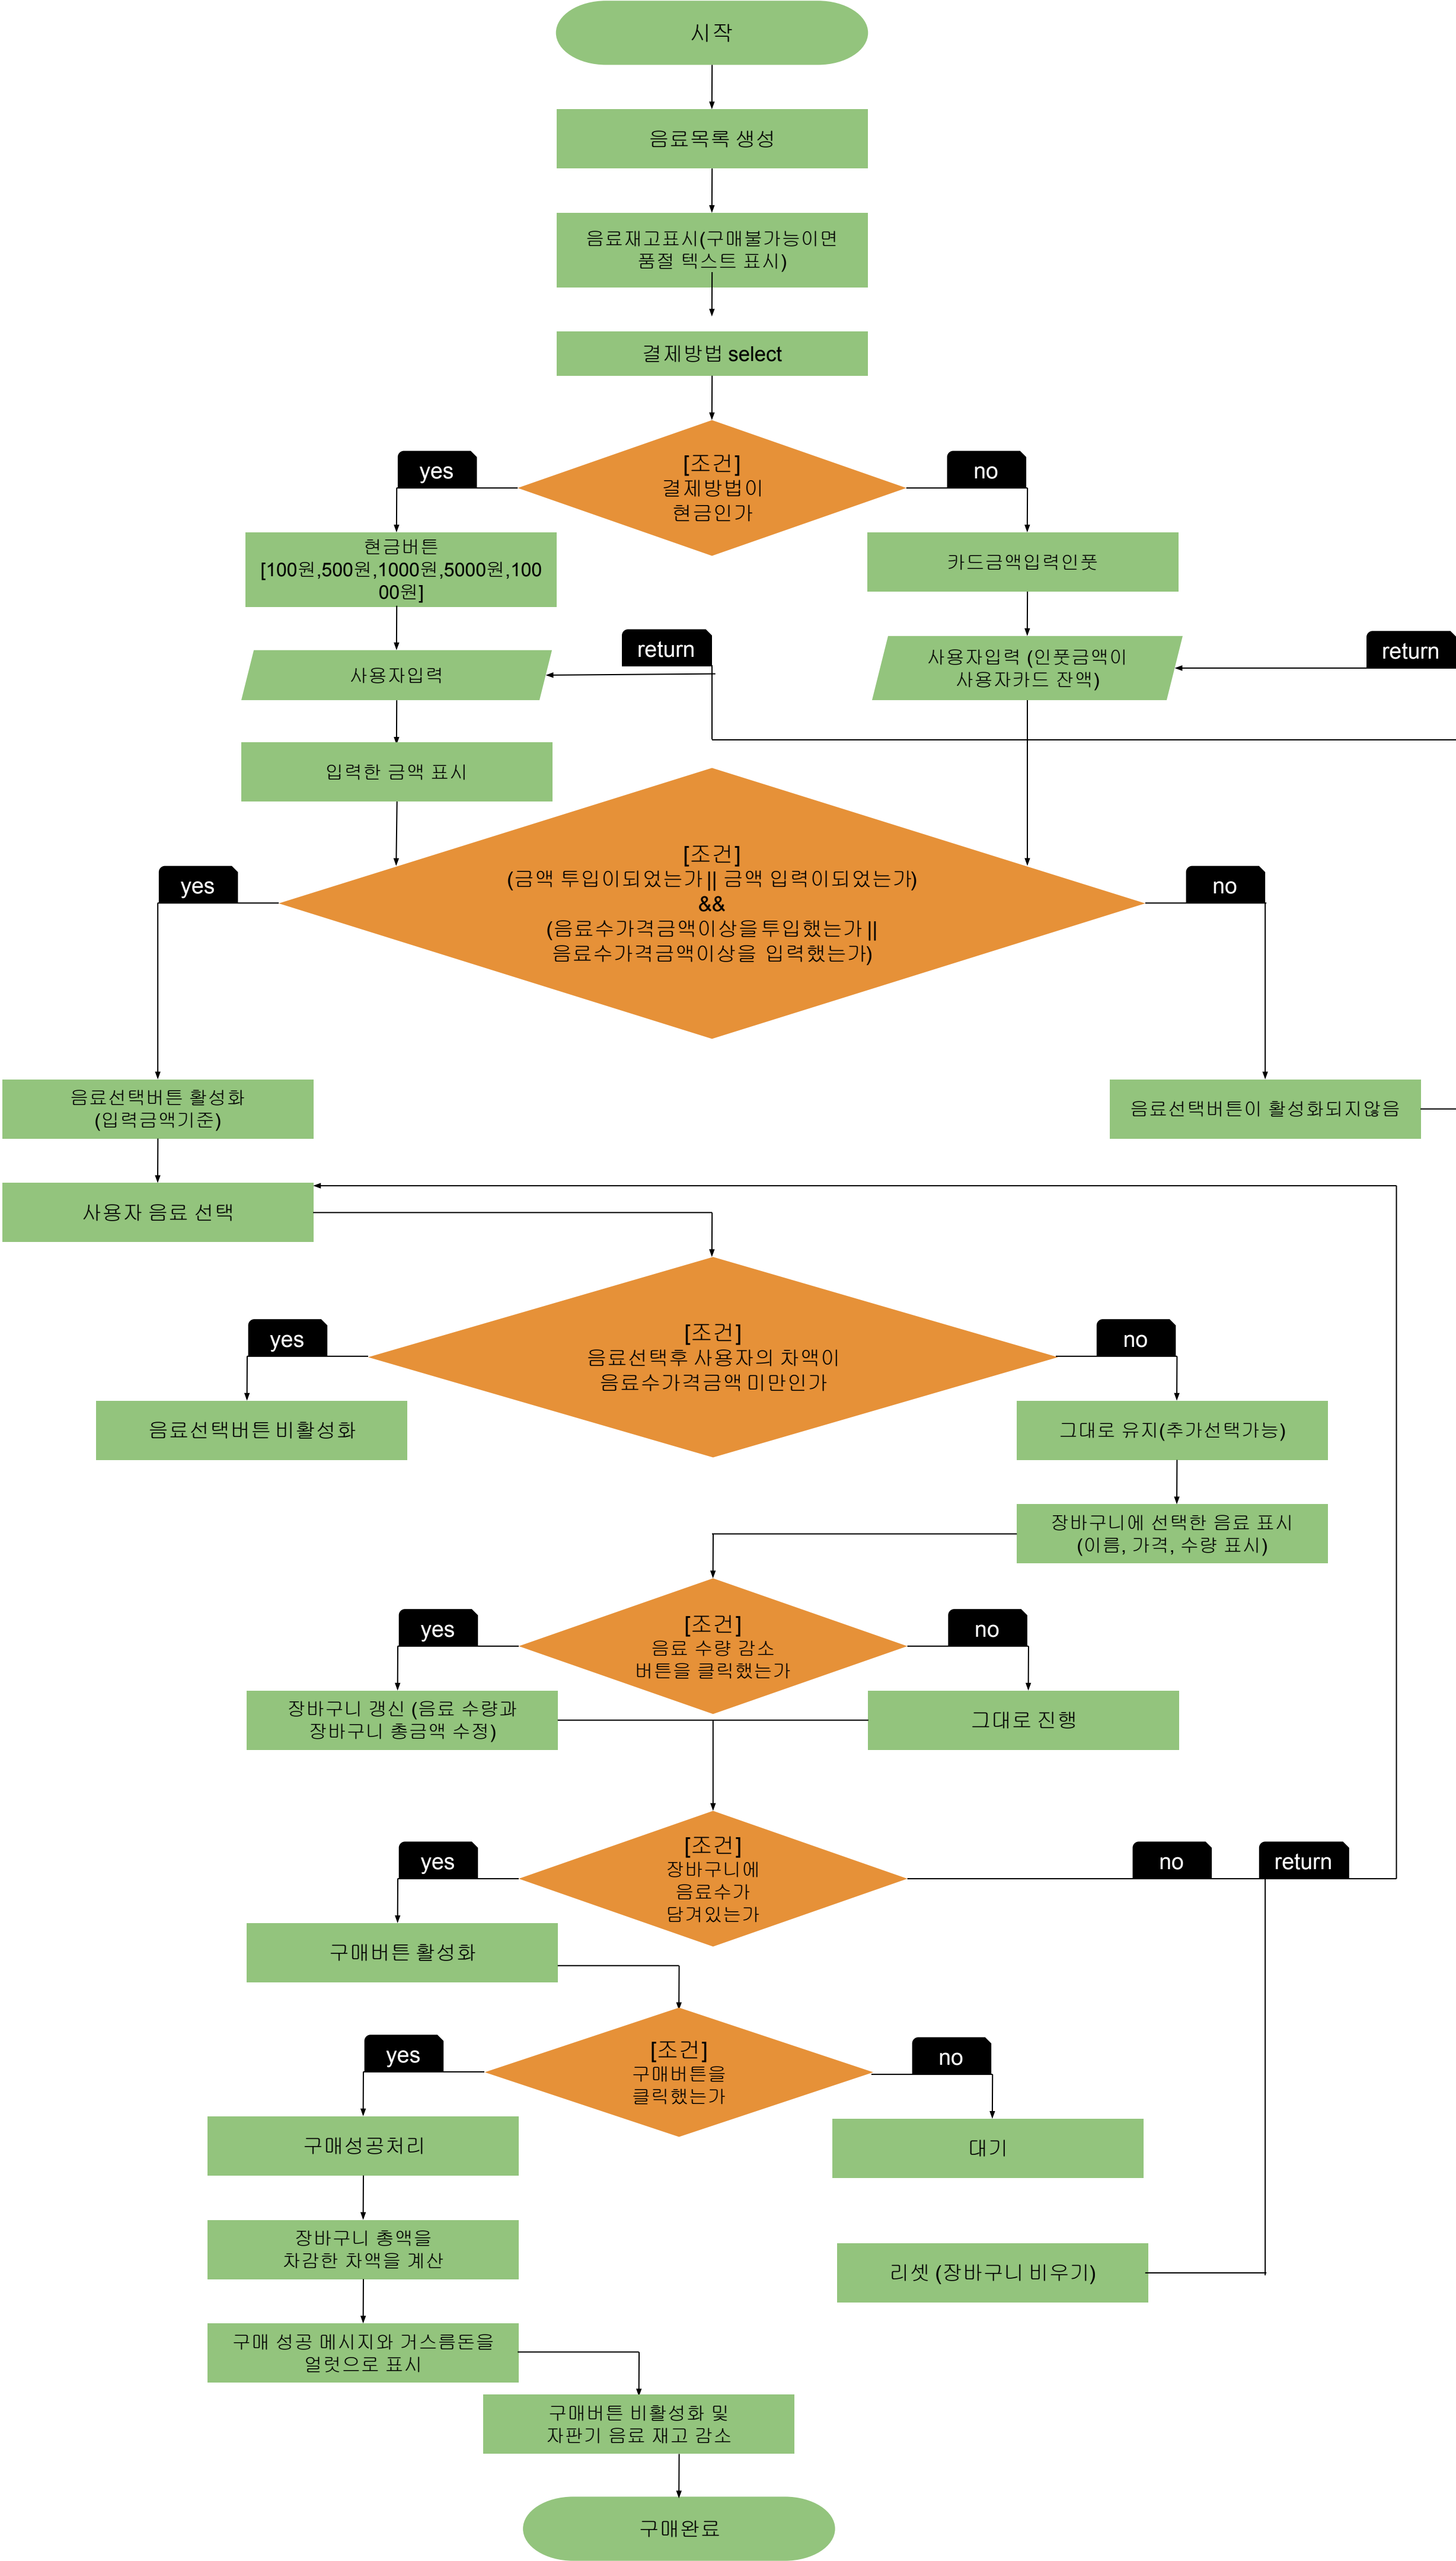 시작
음료목록 생성
음료재고표시(구매불가능이면
품절 텍스트 표시)
결제방법 select
[조건]
결제방법이
현금인가
yes
no
현금버튼
[100원,500원,1000원,5000원,100
00원]
카드금액입력인풋
return
return
사용자입력
사용자입력 (인풋금액이
사용자카드 잔액)
입력한 금액 표시
[조건]
(금액 투입이되었는가 || 금액 입력이되었는가)
&&
(음료수가격금액이상을 투입했는가 ||
음료수가격금액이상을 입력했는가)
yes
no
음료선택버튼 활성화
(입력금액기준)
음료선택버튼이 활성화되지않음
사용자 음료 선택
[조건]
음료선택후 사용자의 차액이
음료수가격금액 미만인가
yes
no
음료선택버튼 비활성화
그대로 유지(추가선택가능)
장바구니에 선택한 음료 표시
(이름, 가격, 수량 표시)
[조건]
음료 수량 감소
버튼을 클릭했는가
yes
no
장바구니 갱신 (음료 수량과
장바구니 총금액 수정)
그대로 진행
[조건]
장바구니에
음료수가
담겨있는가
yes
no
return
구매버튼 활성화
[조건]
구매버튼을
클릭했는가
yes
no
구매성공처리
대기
장바구니 총액을
차감한 차액을 계산
리셋 (장바구니 비우기)
구매 성공 메시지와 거스름돈을
얼럿으로 표시
구매버튼 비활성화 및
자판기 음료 재고 감소
구매완료